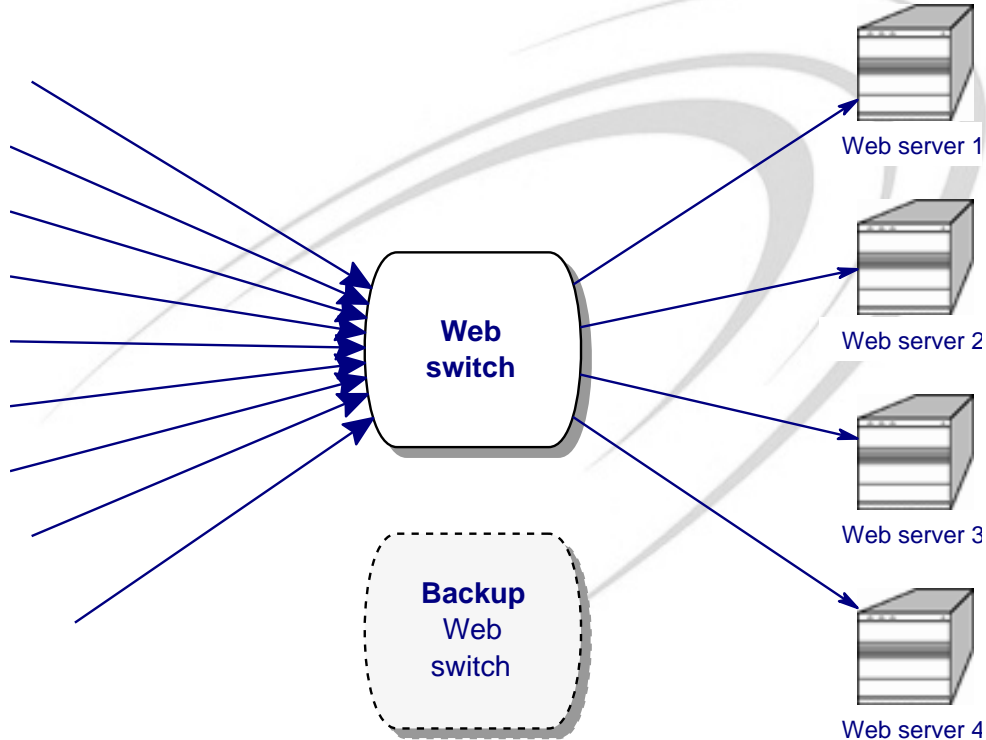 Web server 1
Web server 2
Web
switch
Web server 3
Backup
Web
switch
Web server 4